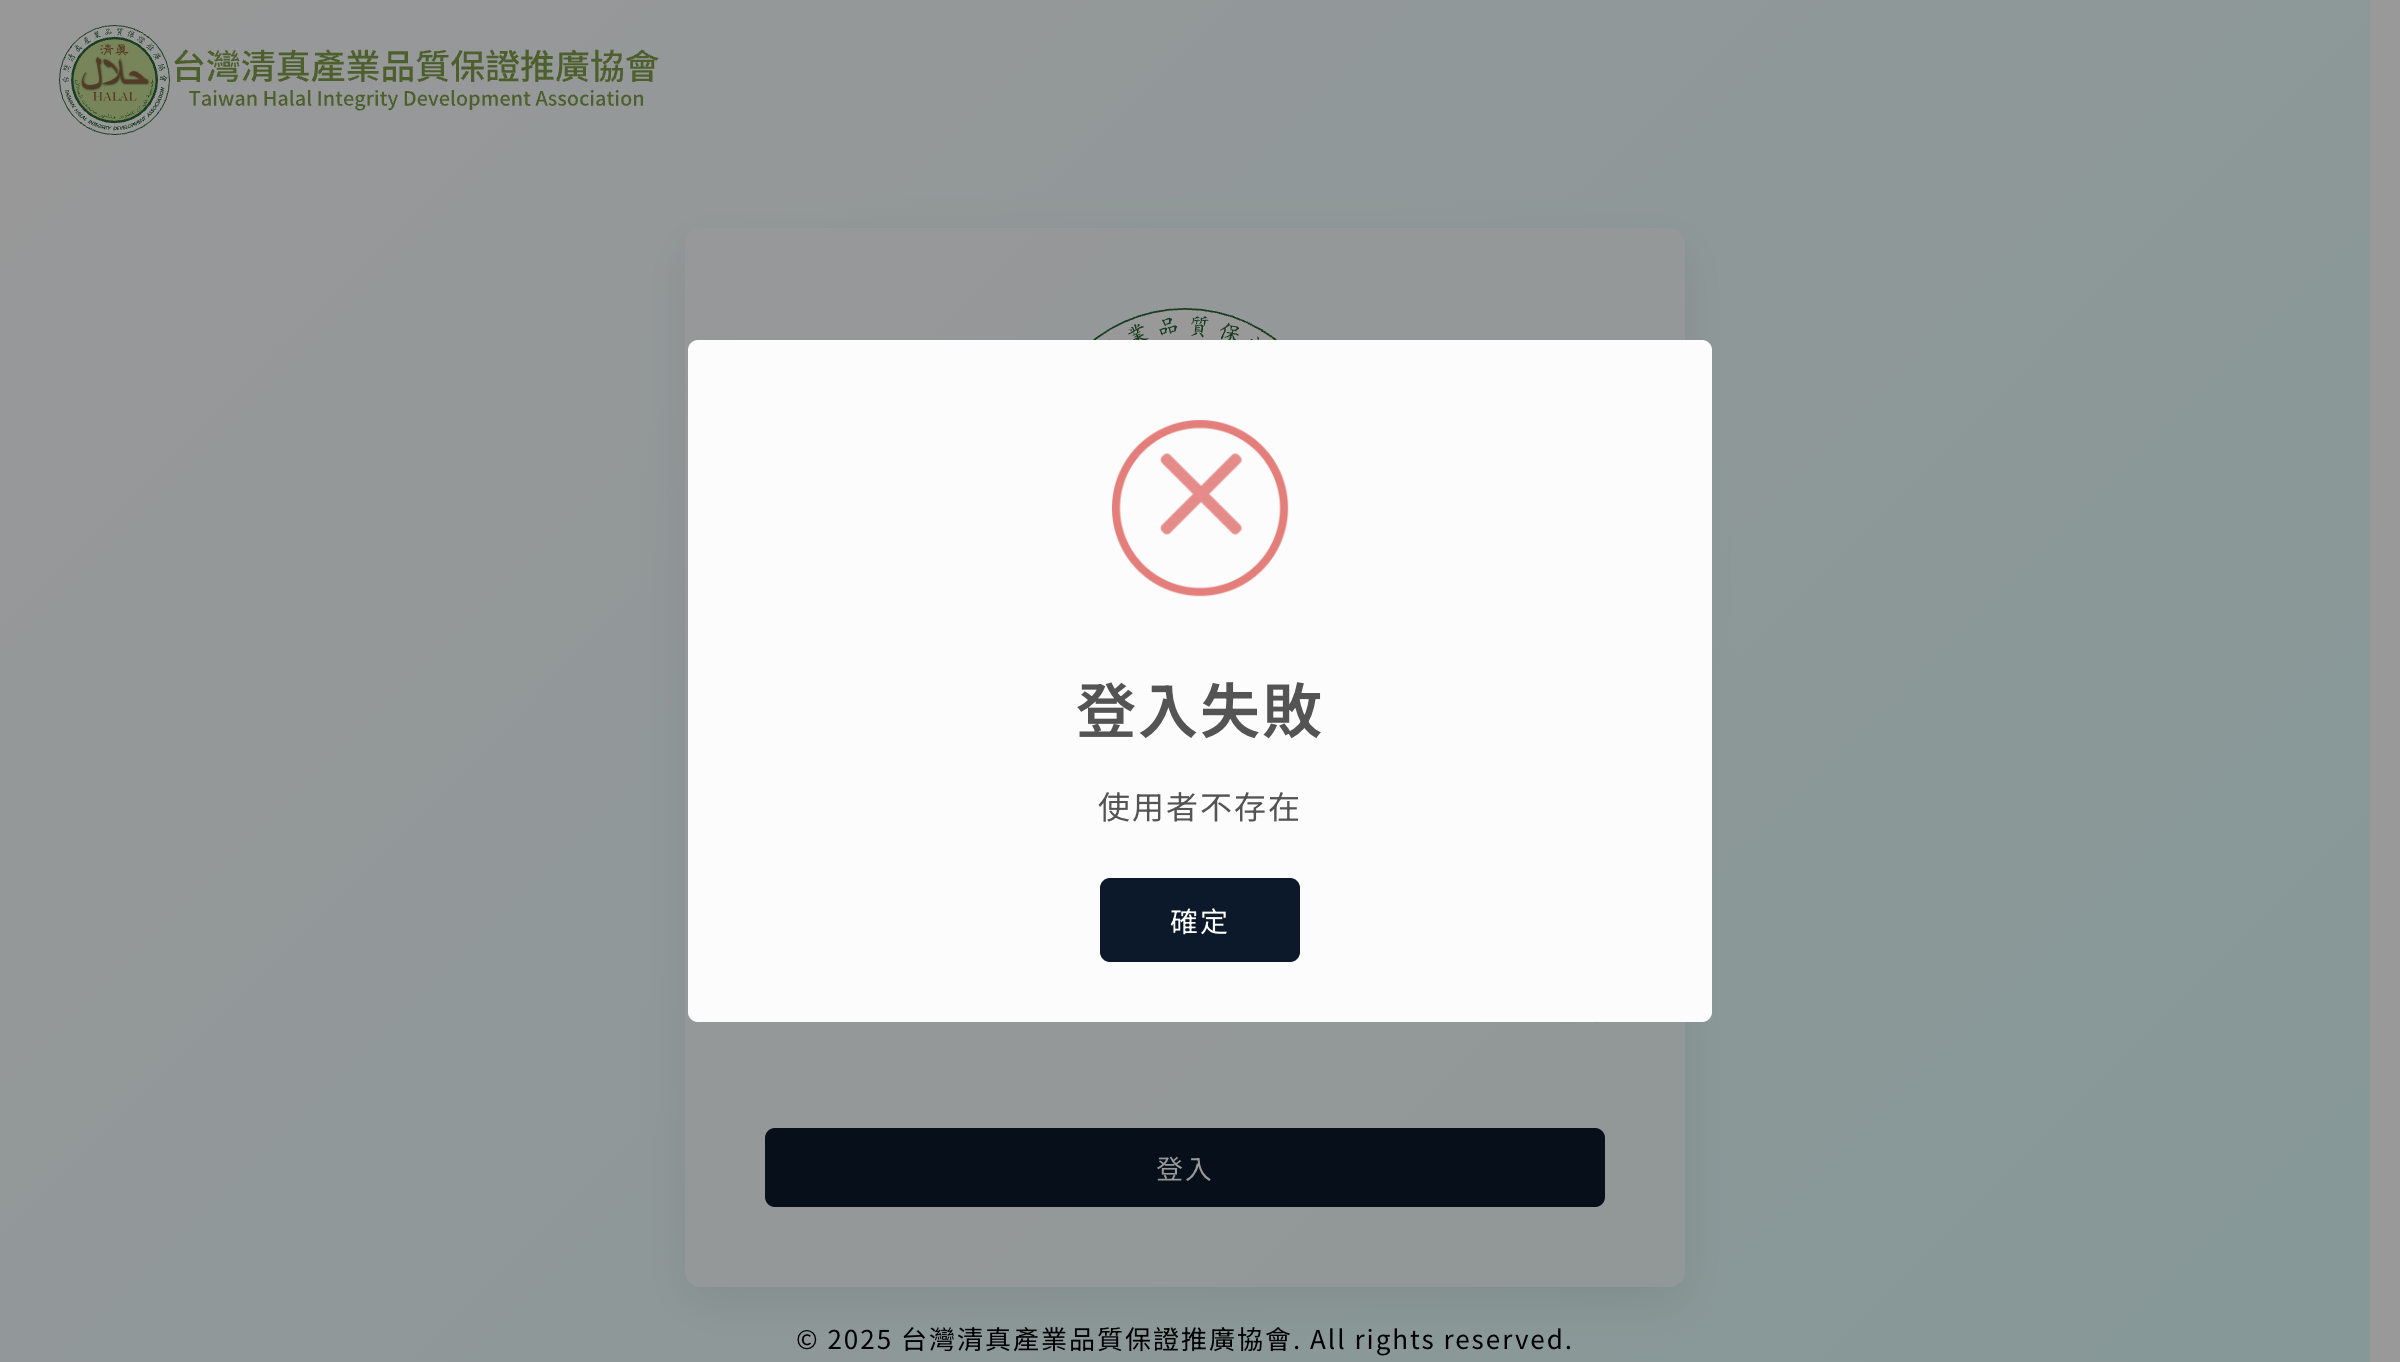 清真
حلال
HALAL
台灣清真產業品質保證推廣協會
Taiwan Halal Integrity Development Association
業品質保
登入失敗
使用者不存在
確定
登入
© 2025 台灣清真產業品質保證推廣協會. All rights reserved.